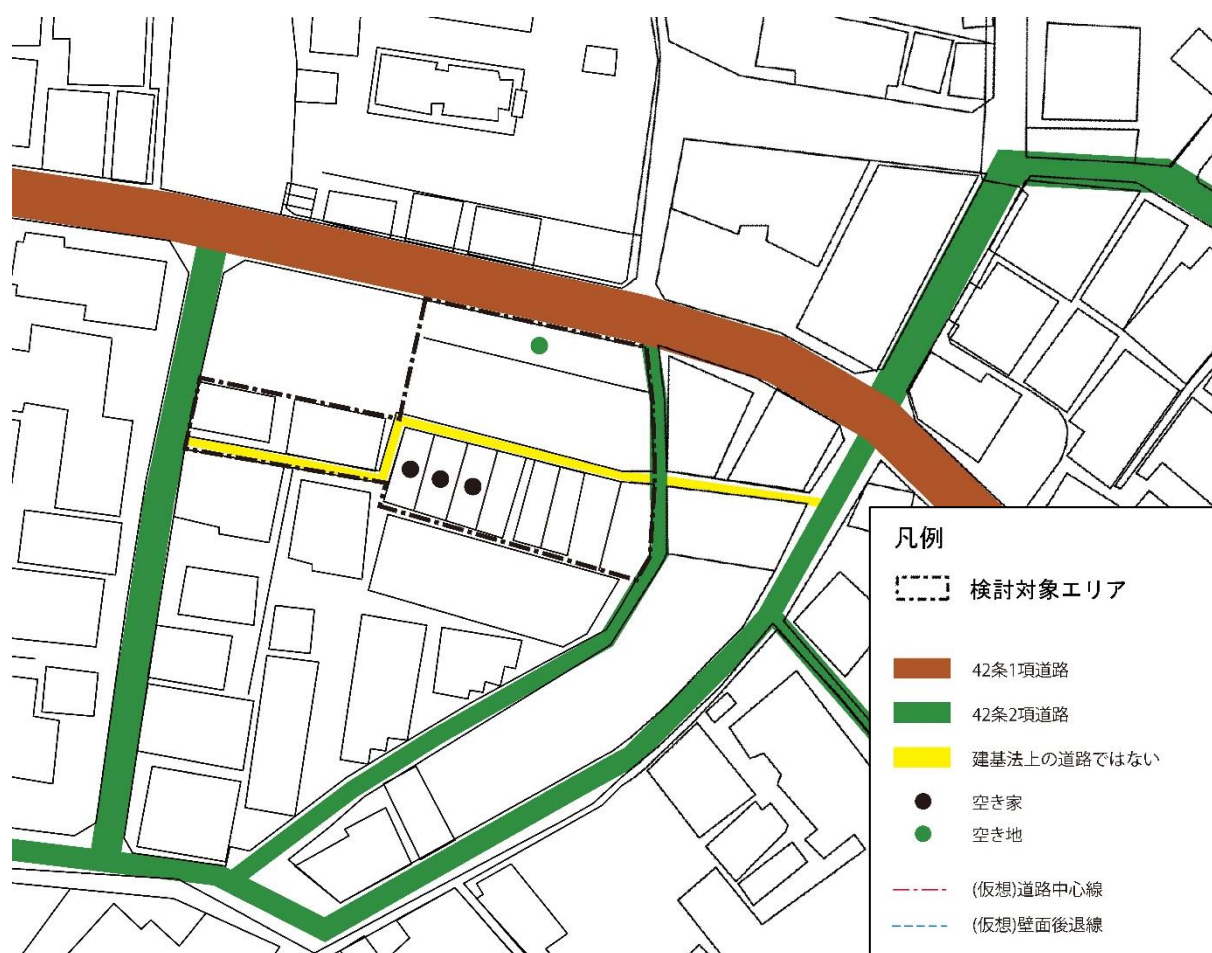 凡例
検討対象エリア
42条1項道路
42条2項道路
建基法上の道路ではない
空き家
空き地
(仮想)道路中心線
(仮想)壁面後退線